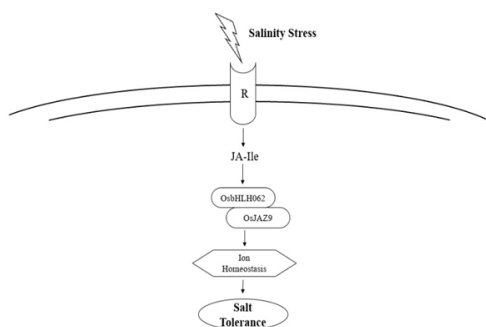 Salinity Stress
R
JA-Ile
OsbHLH062
OsJAZ9
Ion
Homeostasis
Salt
Tolerance